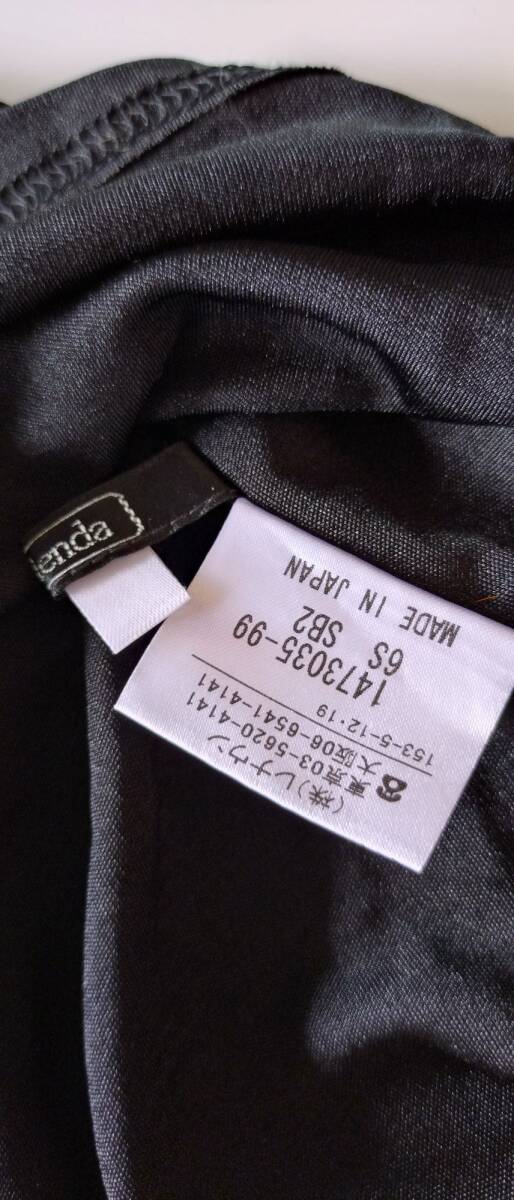 enda
(株)レナウン
東京03-5620-4141
大阪06-6541-4141
153-5-12・19
1473035-99
6S SB2
MADE IN JAPAN